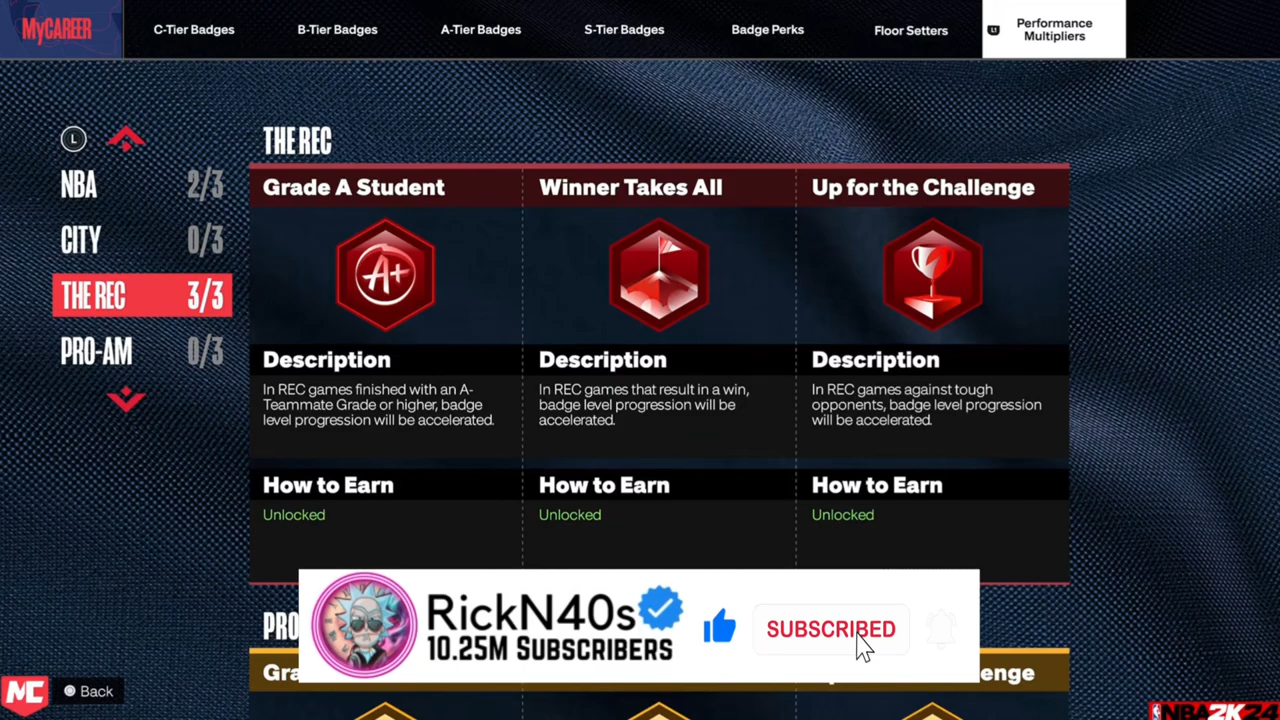 MyCAREER
C-Tier Badges
B-Tier Badges
A-Tier Badges
S-Tier Badges
Badge Perks
Floor Setters
L1
Performance
Multipliers
L
NBA 2/3
CITY 0/3
THE REC 3/3
PRO-AM 0/3
THE REC
Grade A Student
Winner Takes All
Up for the Challenge
A+
Description
In REC games finished with an A-
Teammate Grade or higher, badge
level progression will be accelerated.
Description
In REC games that result in a win,
badge level progression will be
accelerated.
Description
In REC games against tough
opponents, badge level progression
will be accelerated.
How to Earn
Unlocked
How to Earn
Unlocked
How to Earn
Unlocked
PRO
Gra
enge
RickN40s
10.25M SUBSCRIBERS
SUBSCRIBED
MC
Back
NBA2K24